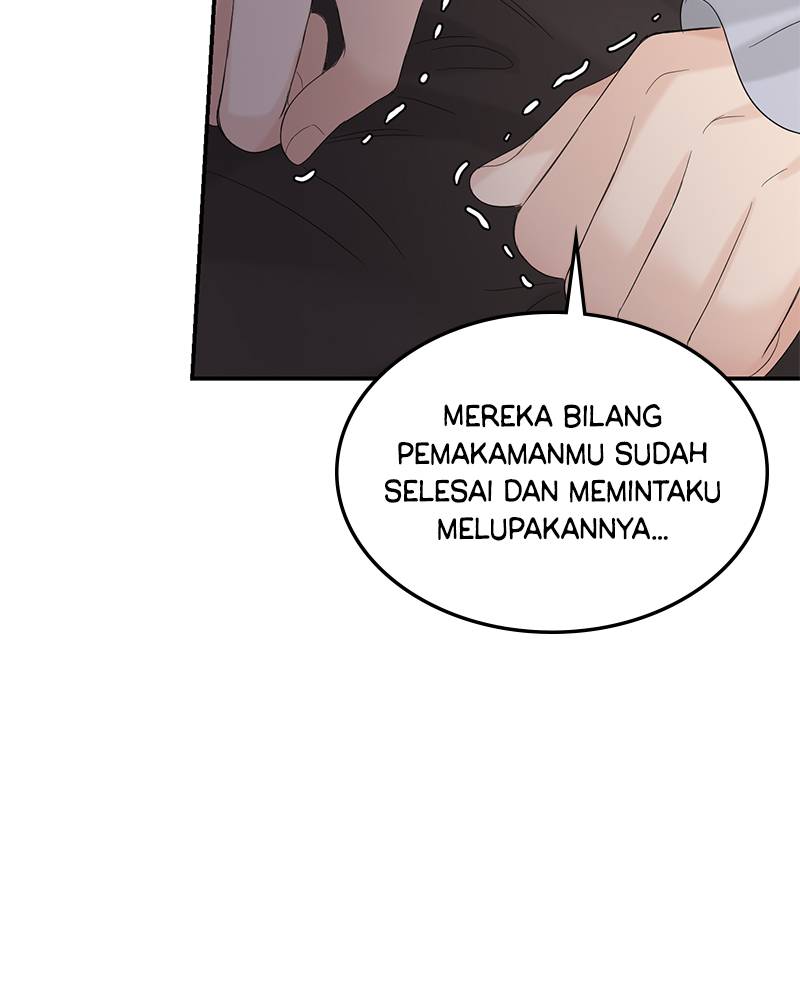 MEREKA BILANG
PEMAKAMANMU SUDAH
SELESAI DAN MEMINTAKU
MELUPAKANNYA...